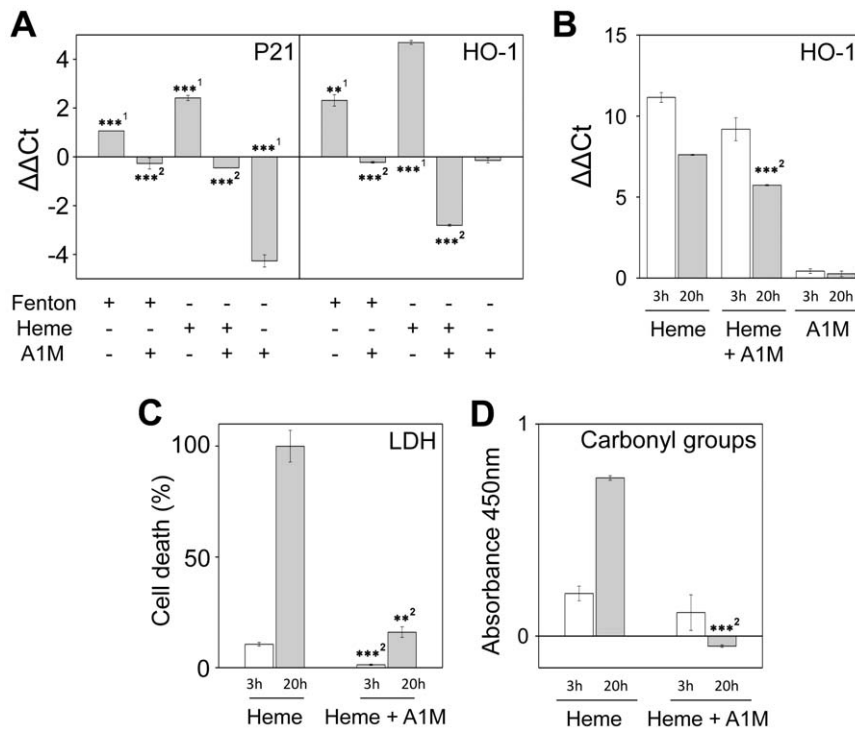 A
P21
HO-1
ΔΔCt
4
2
0
-2
-4
***1
***2
***1
***2
***1
**1
***2
***1
***2
Fenton + + - - - + + - - -
Heme - - + + - - - + + -
A1M - + - + + - + - + +
B
HO-1
ΔΔCt
15
10
5
0
***2
3h 20h 3h 20h 3h 20h
Heme Heme + A1M A1M
C
LDH
Cell death (%)
100
50
0
***2
**2
3h 20h 3h 20h
Heme Heme + A1M
D
Carbonyl groups
Absorbance 450nm
1
0
***2
3h 20h 3h 20h
Heme Heme + A1M